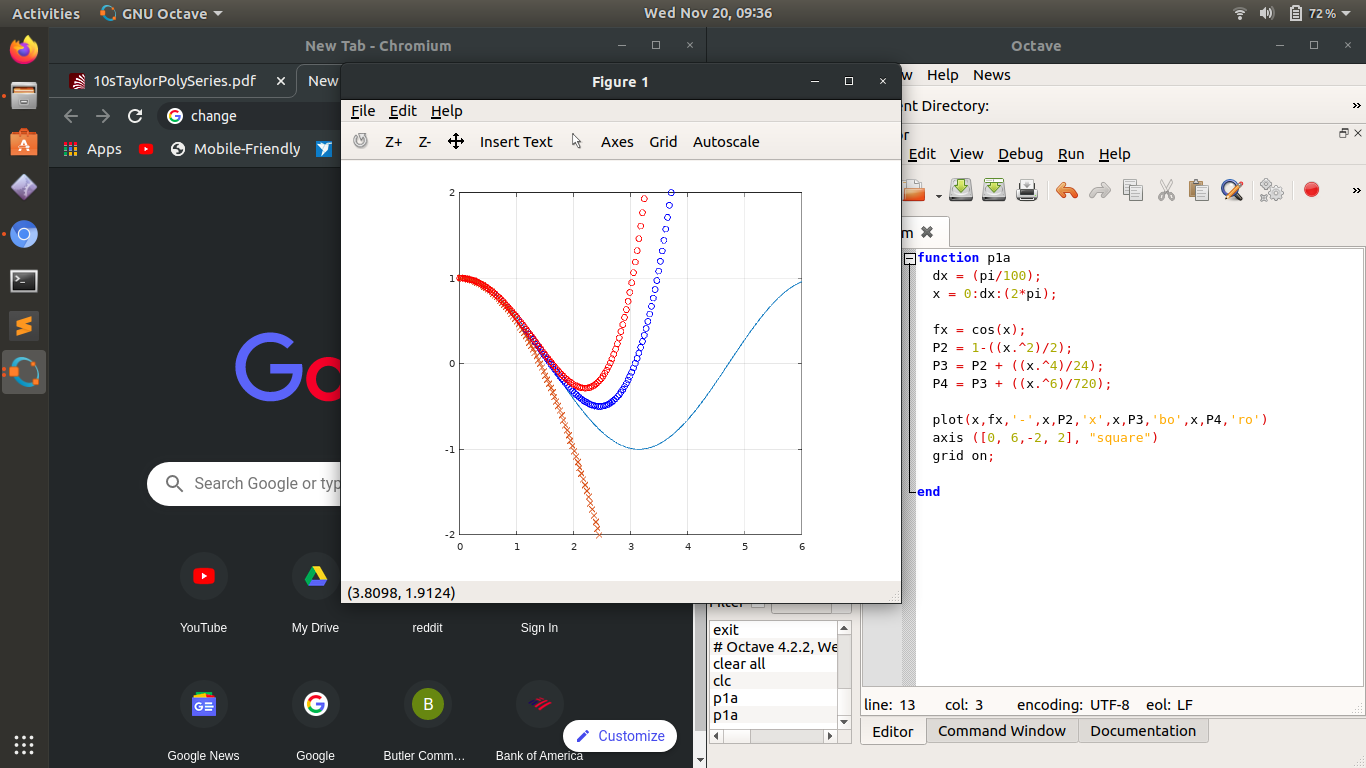 Activities GNU Octave Wed Nov 20, 09:36 72%
New Tab - Chromium
Octave
10sTaylorPolySeries.pdf New
change
Apps Mobile-Friendly
Go
Search Google or typ
YouTube My Drive reddit Sign In
Google News Google Butler Comm… Bank of America
B
Customize
Figure 1
File Edit Help
Z+ Z- Insert Text Axes Grid Autoscale
2
1
0
-1
-2
0 1 2 3 4 5 6
(3.8098, 1.9124)
w Help News
ent Directory: »
or
Edit View Debug Run Help
»
m
function p1a
dx = (pi/100);
x = 0:dx:(2*pi);
fx = cos(x);
P2 = 1-((x.^2)/2);
P3 = P2 + ((x.^4)/24);
P4 = P3 + ((x.^6)/720);
plot(x,fx,'-',x,P2,'x',x,P3,'bo',x,P4,'ro')
axis ([0, 6,-2, 2], "square")
grid on;
end
Filter
exit
# Octave 4.2.2, We
clear all
clc
p1a
p1a
line: 13 col: 3 encoding: UTF-8 eol: LF
Editor Command Window Documentation